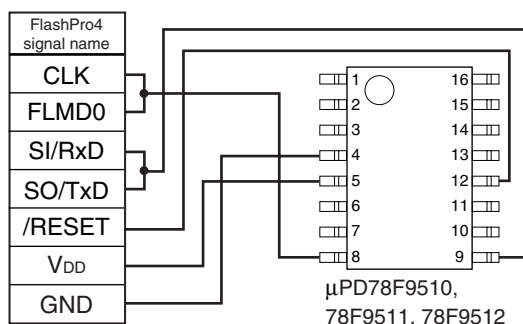 FlashPro4
signal name
CLK
FLMD0
SI/RxD
SO/TxD
/RESET
VDD
GND
1 16
2 15
3 14
4 13
5 12
6 11
7 10
8 9
μPD78F9510,
78F9511, 78F9512